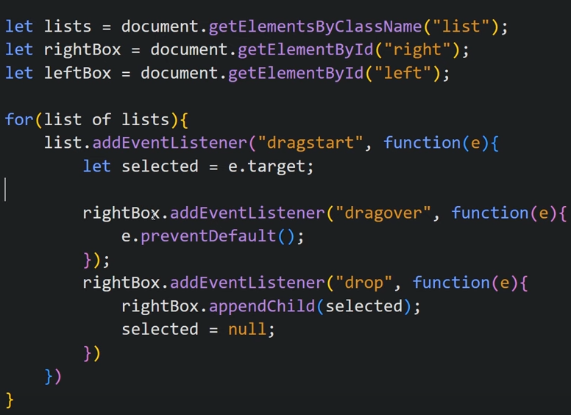 let lists = document.getElementsByClassName("list");
let rightBox = document.getElementById("right");
let leftBox = document.getElementById("left");

for(list of lists){
    list.addEventListener("dragstart", function(e){
        let selected = e.target;

        rightBox.addEventListener("dragover", function(e){
            e.preventDefault();
        });
        rightBox.addEventListener("drop", function(e){
            rightBox.appendChild(selected);
            selected = null;
        })
    })
}